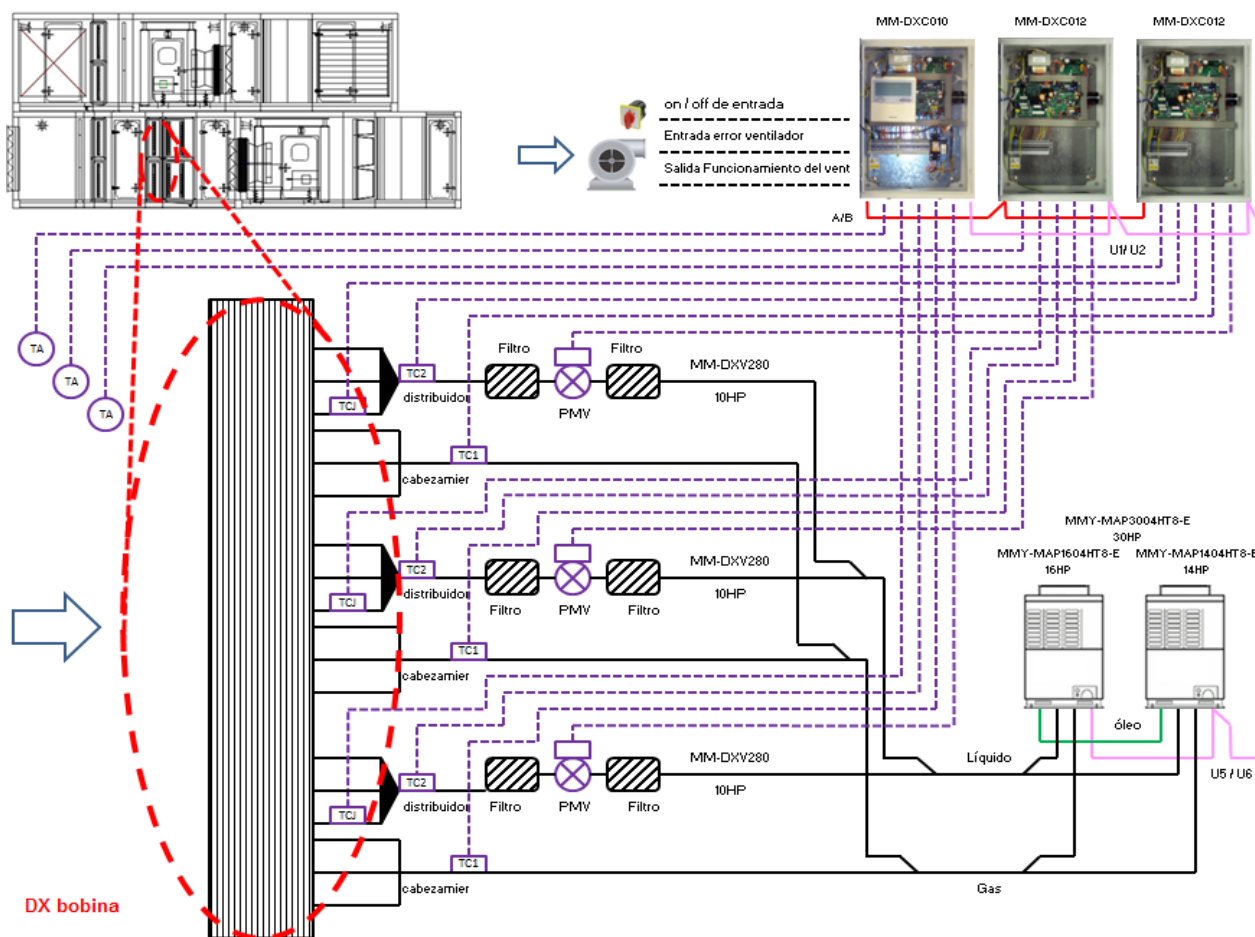 MM-DXC010
MM-DXC012
MM-DXC012
on / off de entrada
Entrada error ventilador
Salida Funcionamiento del vent
A/B
U1/ U2
TA
TA
TA
Filtro
Filtro
MM-DXV280
TC2
distribuidor
TCJ
PMV
10HP
TC1
cabezarnier
MMY-MAP3004HT8-E
30HP
MMY-MAP1604HT8-E
MMY-MAP1404HT8-E
16HP
14HP
MM-DXV280
TC2
distribuidor
TCJ
Filtro
PMV
Filtro
10HP
TC1
cabezarnier
óleo
Líquido
U5 / U6
MM-DXV280
TC2
distribuidor
TCJ
Filtro
PMV
Filtro
10HP
TC1
cabezarnier
Gas
DX bobina